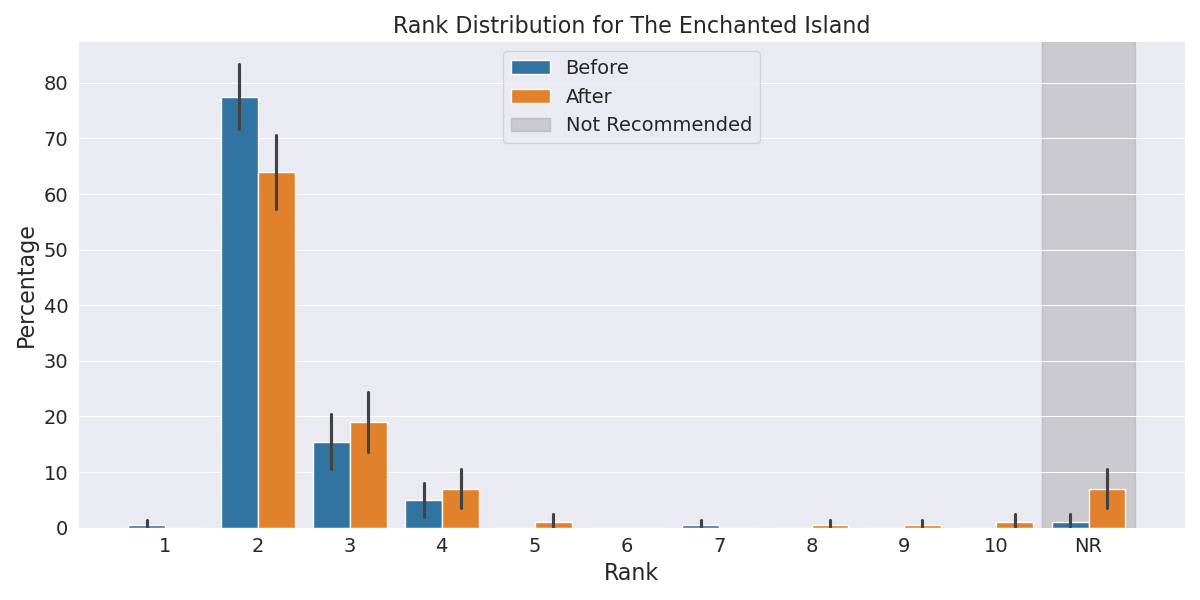 Rank Distribution for The Enchanted Island
Before
After
Not Recommended
Percentage
80
70
60
50
40
30
20
10
0
1 2 3 4 5 6 7 8 9 10 NR
Rank